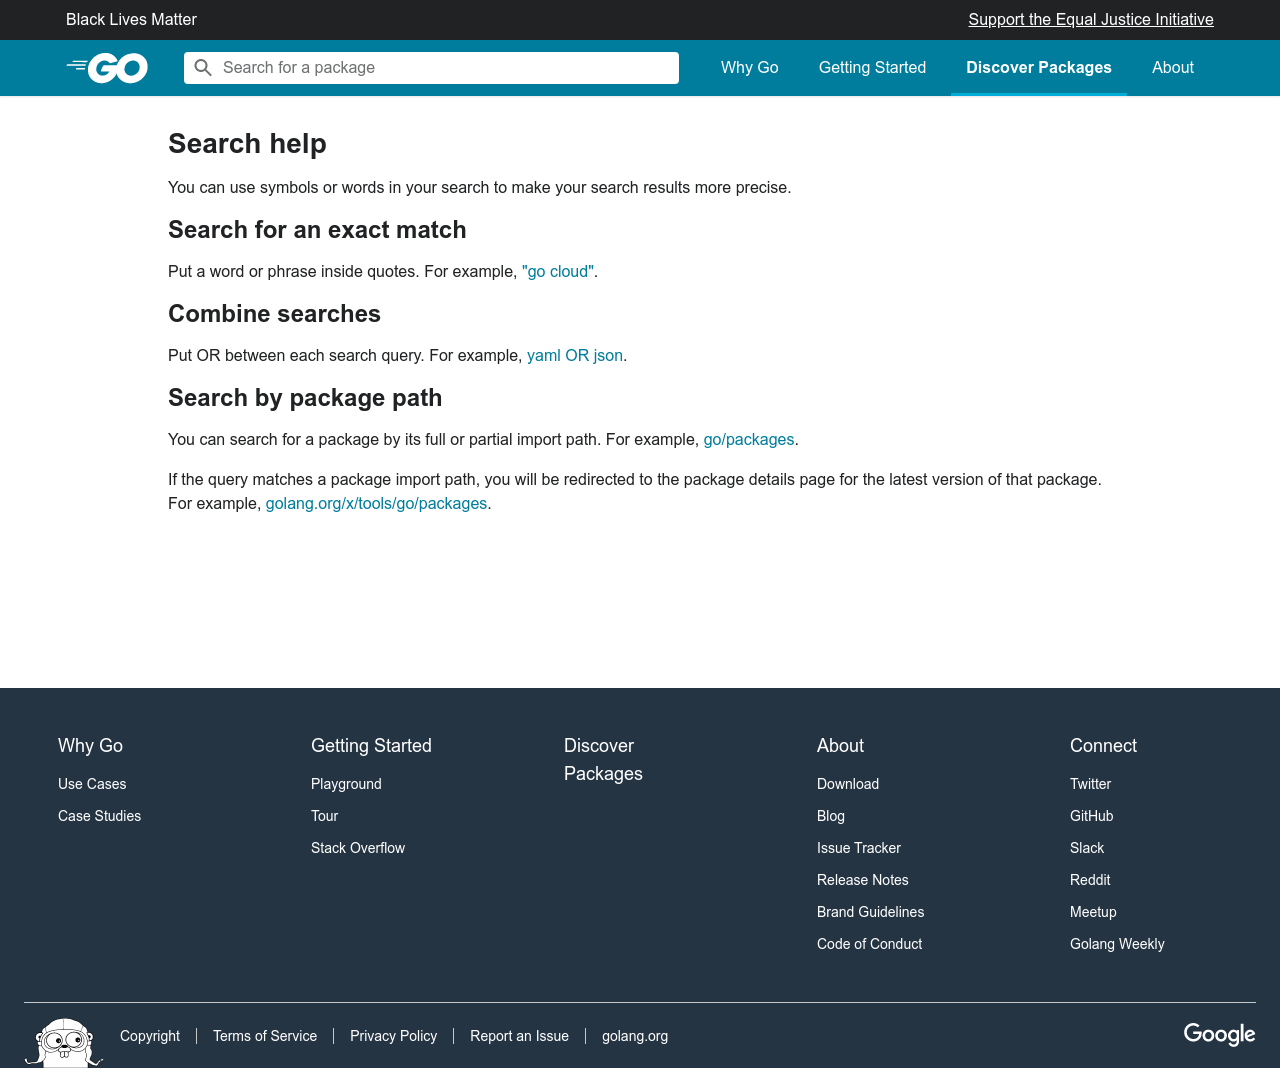 Black Lives Matter
Support the Equal Justice Initiative
GO
Search for a package
Why Go
Getting Started
Discover Packages
About
Search help
You can use symbols or words in your search to make your search results more precise.
Search for an exact match
Put a word or phrase inside quotes. For example, "go cloud".
Combine searches
Put OR between each search query. For example, yaml OR json.
Search by package path
You can search for a package by its full or partial import path. For example, go/packages.
If the query matches a package import path, you will be redirected to the package details page for the latest version of that package.
For example, golang.org/x/tools/go/packages.
Why Go
Use Cases
Case Studies
Getting Started
Playground
Tour
Stack Overflow
Discover
Packages
About
Download
Blog
Issue Tracker
Release Notes
Brand Guidelines
Code of Conduct
Connect
Twitter
GitHub
Slack
Reddit
Meetup
Golang Weekly
Copyright
Terms of Service
Privacy Policy
Report an Issue
golang.org
Google